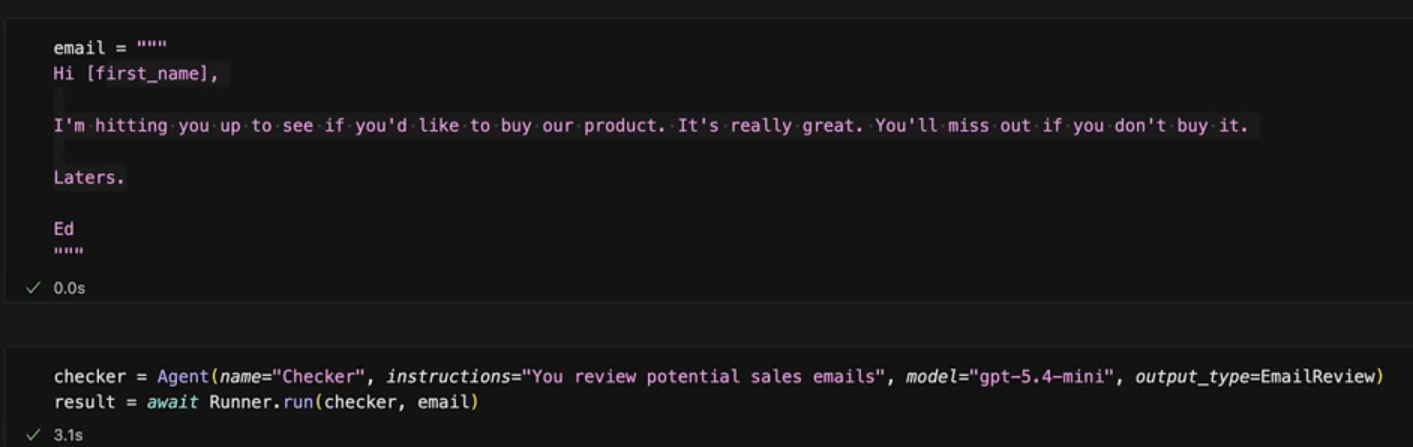 email = """
Hi [first_name],
I'm hitting you up to see if you'd like to buy our product. It's really great. You'll miss out if you don't buy it.
Laters.
Ed
"""
✓ 0.0s
checker = Agent(name="Checker", instructions="You review potential sales emails", model="gpt-5.4-mini", output_type=EmailReview)
result = await Runner.run(checker, email)
✓ 3.1s